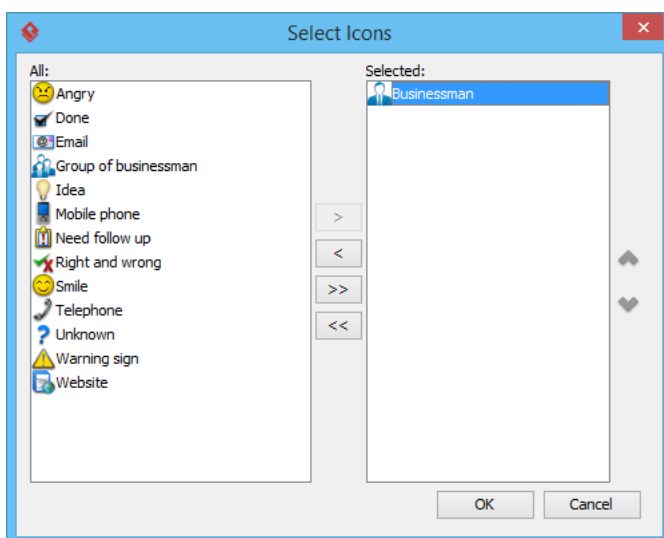 Select Icons
All:
Angry
Done
@ Email
Group of businessman
Idea
Mobile phone
Need follow up
Right and wrong
Smile
Telephone
? Unknown
Warning sign
Website
>
<
>>
<<
Selected:
Businessman
OK
Cancel